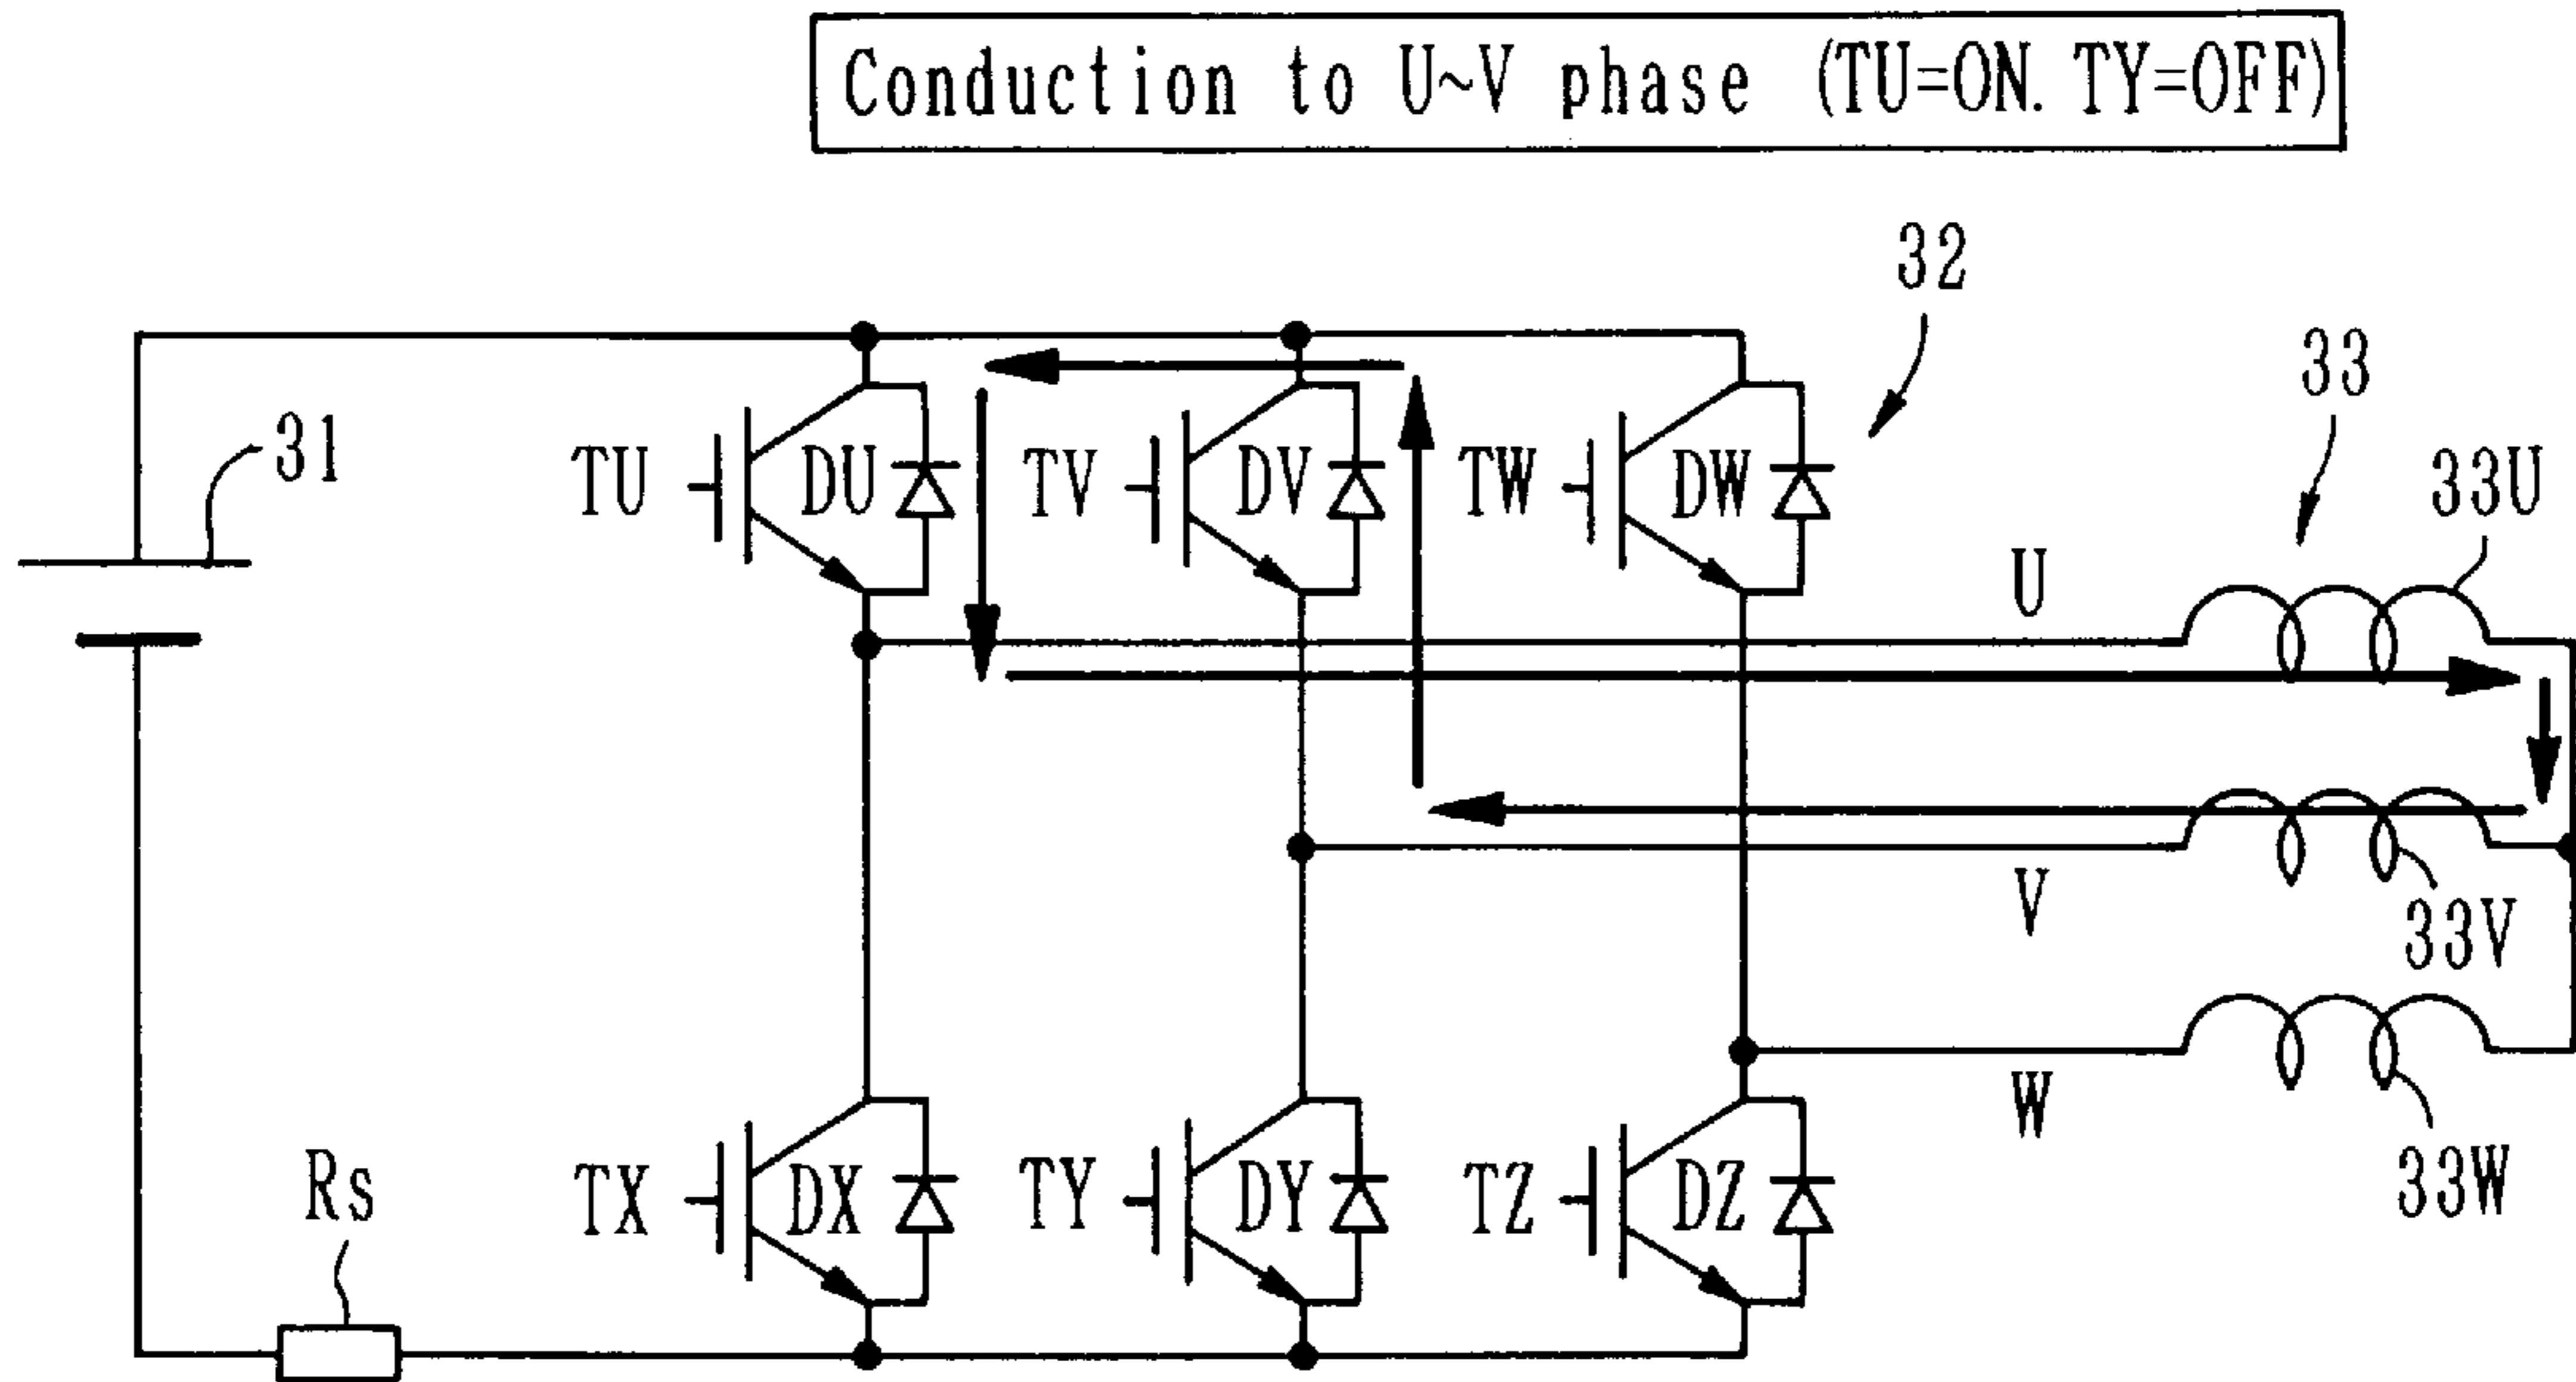 Conduction to U~V phase (TU=ON. TY=OFF)
32
33
31
33U
TU
DU
TV
DV
TW
DW
U
V
33V
W
33W
Rs
TX
DX
TY
DY
TZ
DZ